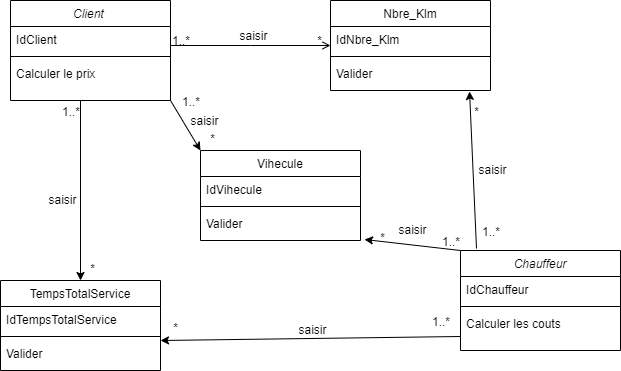 Client
IdClient
Calculer le prix
Nbre_Klm
IdNbre_Klm
Valider
1..*
saisir
*
1..*
saisir
*
1..*
saisir
*
Vihecule
IdVihecule
Valider
*
saisir
1..*
*
saisir
1..*
Chauffeur
IdChauffeur
Calculer les couts
TempsTotalService
IdTempsTotalService
Valider
*
saisir
1..*